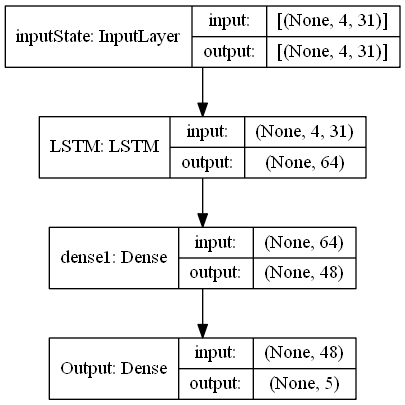 inputState: InputLayer
input: [(None, 4, 31)]
output: [(None, 4, 31)]
LSTM: LSTM
input: (None, 4, 31)
output: (None, 64)
dense1: Dense
input: (None, 64)
output: (None, 48)
Output: Dense
input: (None, 48)
output: (None, 5)